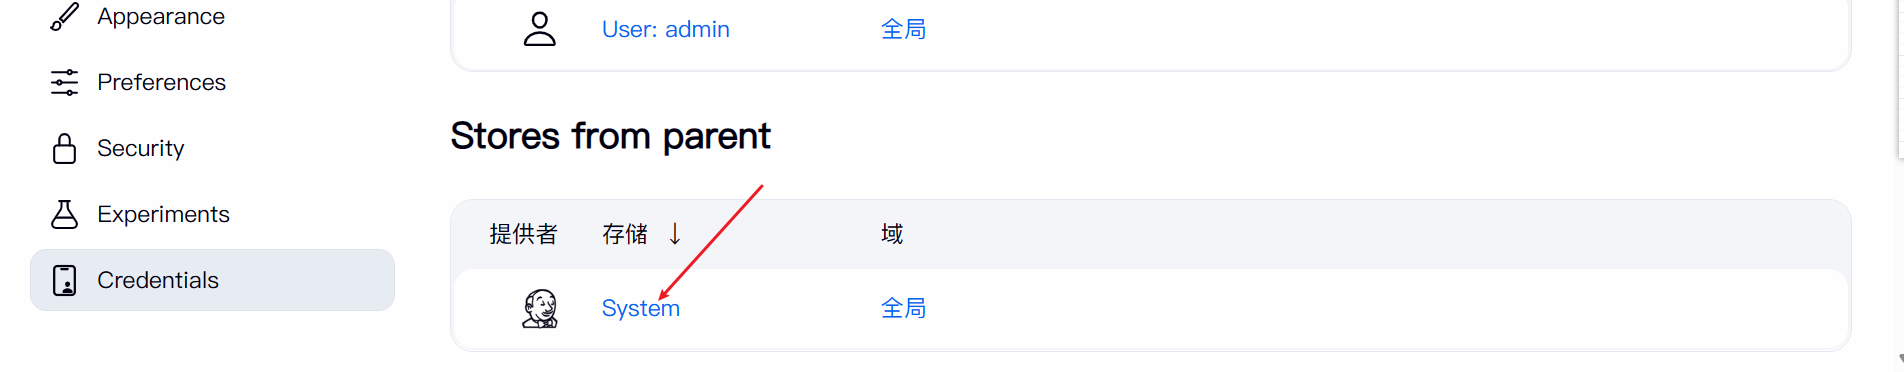 Appearance
Preferences
Security
Experiments
Credentials
User: admin 全局
Stores from parent
提供者 存储 ↓ 域
System 全局